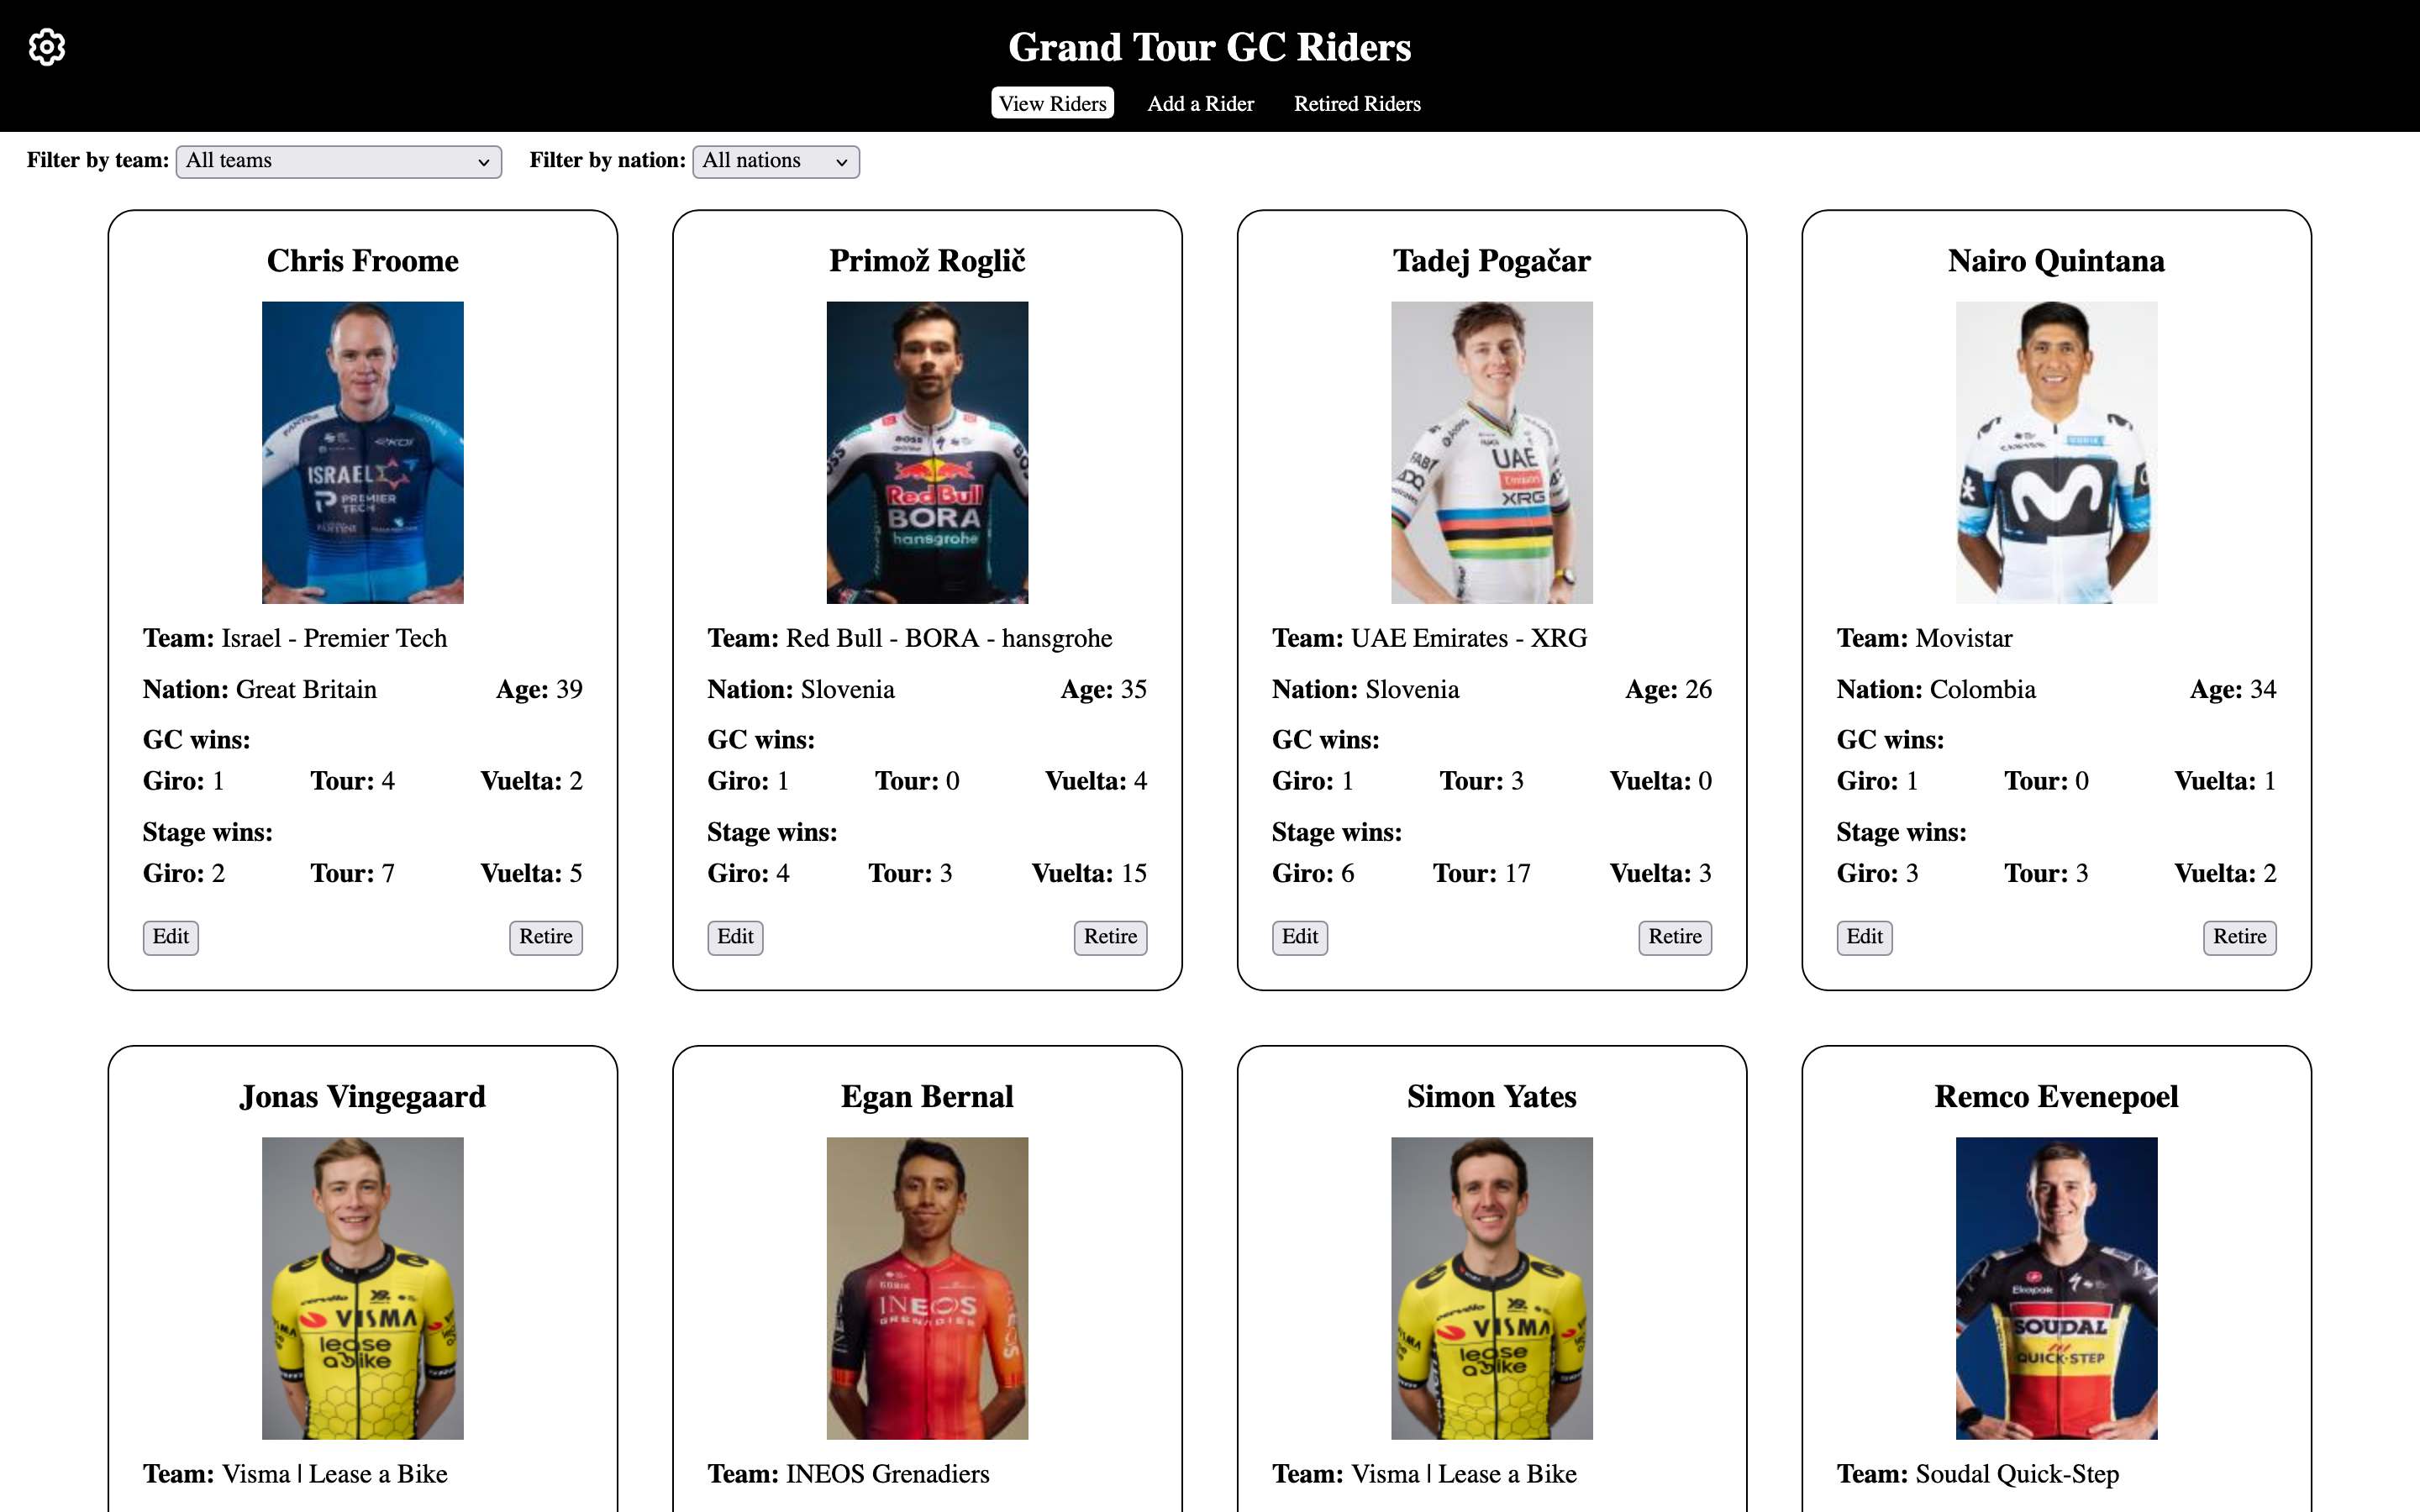 Grand Tour GC Riders
View Riders Add a Rider Retired Riders
Filter by team: All teams Filter by nation: All nations
Chris Froome
ISRAEL
PREMIER
TECH
Team: Israel - Premier Tech
Nation: Great Britain Age: 39
GC wins:
Giro: 1 Tour: 4 Vuelta: 2
Stage wins:
Giro: 2 Tour: 7 Vuelta: 5
Edit Retire
Primož Roglič
BOSS
Red Bull
BORA
hansgrohe
Team: Red Bull - BORA - hansgrohe
Nation: Slovenia Age: 35
GC wins:
Giro: 1 Tour: 0 Vuelta: 4
Stage wins:
Giro: 4 Tour: 3 Vuelta: 15
Edit Retire
Tadej Pogačar
UAE
Emirates
XRG
Team: UAE Emirates - XRG
Nation: Slovenia Age: 26
GC wins:
Giro: 1 Tour: 3 Vuelta: 0
Stage wins:
Giro: 6 Tour: 17 Vuelta: 3
Edit Retire
Nairo Quintana
Team: Movistar
Nation: Colombia Age: 34
GC wins:
Giro: 1 Tour: 0 Vuelta: 1
Stage wins:
Giro: 3 Tour: 3 Vuelta: 2
Edit Retire
Jonas Vingegaard
cervélo
VISMA
lease
a bike
Team: Visma | Lease a Bike
Egan Bernal
INEOS
GRENADIERS
Team: INEOS Grenadiers
Simon Yates
cervélo
VISMA
lease
a bike
Team: Visma | Lease a Bike
Remco Evenepoel
SOUDAL
QUICK-STEP
Team: Soudal Quick-Step